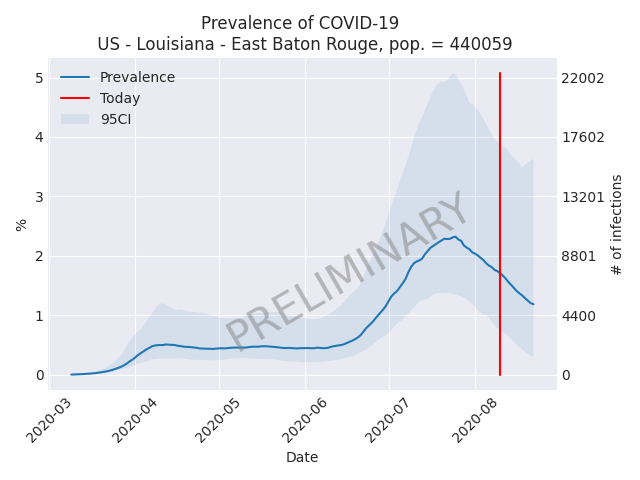 Prevalence of COVID-19
US - Louisiana - East Baton Rouge, pop. = 440059
Prevalence
Today
95CI
PRELIMINARY
%
5
4
3
2
1
0
22002
17602
13201
8801
4400
0
# of infections
2020-03
2020-04
2020-05
2020-06
2020-07
2020-08
Date